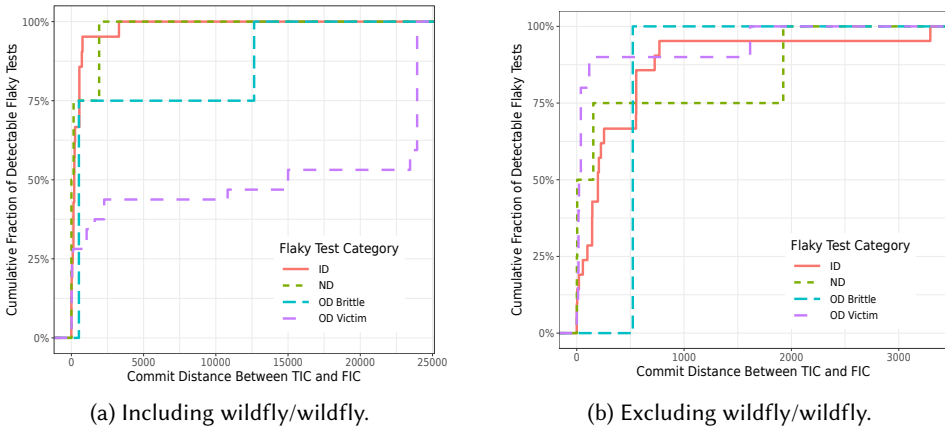 Cumulative Fraction of Detectable Flaky Tests
100%
75%
50%
25%
0%
Flaky Test Category
ID
ND
OD Brittle
OD Victim
0
5000
10000
15000
20000
25000
Commit Distance Between TIC and FIC
(a) Including wildfly/wildfly.
Cumulative Fraction of Detectable Flaky Tests
100%
75%
50%
25%
0%
Flaky Test Category
ID
ND
OD Brittle
OD Victim
0
1000
2000
3000
Commit Distance Between TIC and FIC
(b) Excluding wildfly/wildfly.